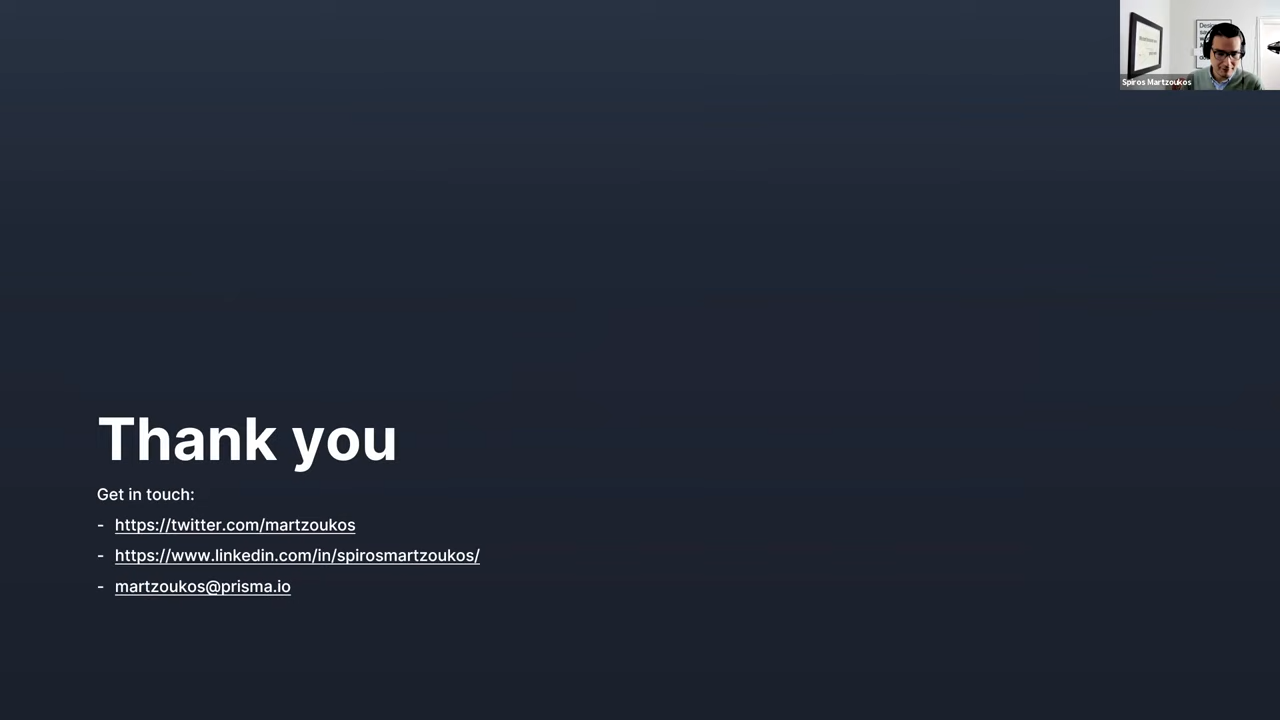 Spiros Martzoukos
Thank you
Get in touch:
- https://twitter.com/martzoukos
- https://www.linkedin.com/in/spirosmartzoukos/
- martzoukos@prisma.io